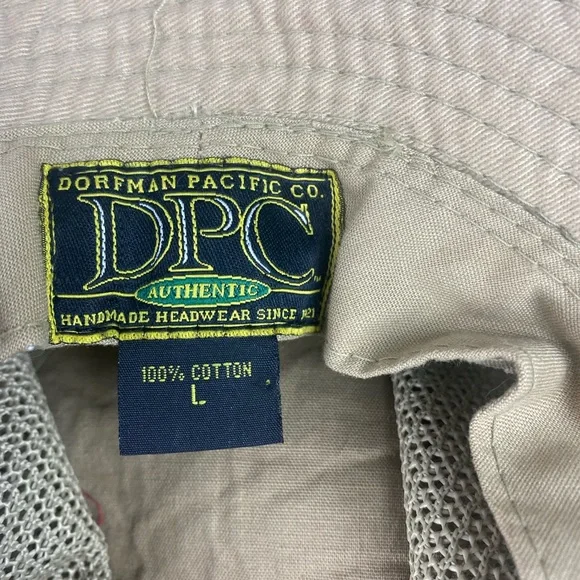 DORFMAN PACIFIC CO.
DPC
AUTHENTIC
HANDMADE HEADWEAR SINCE 1921
100% COTTON
L